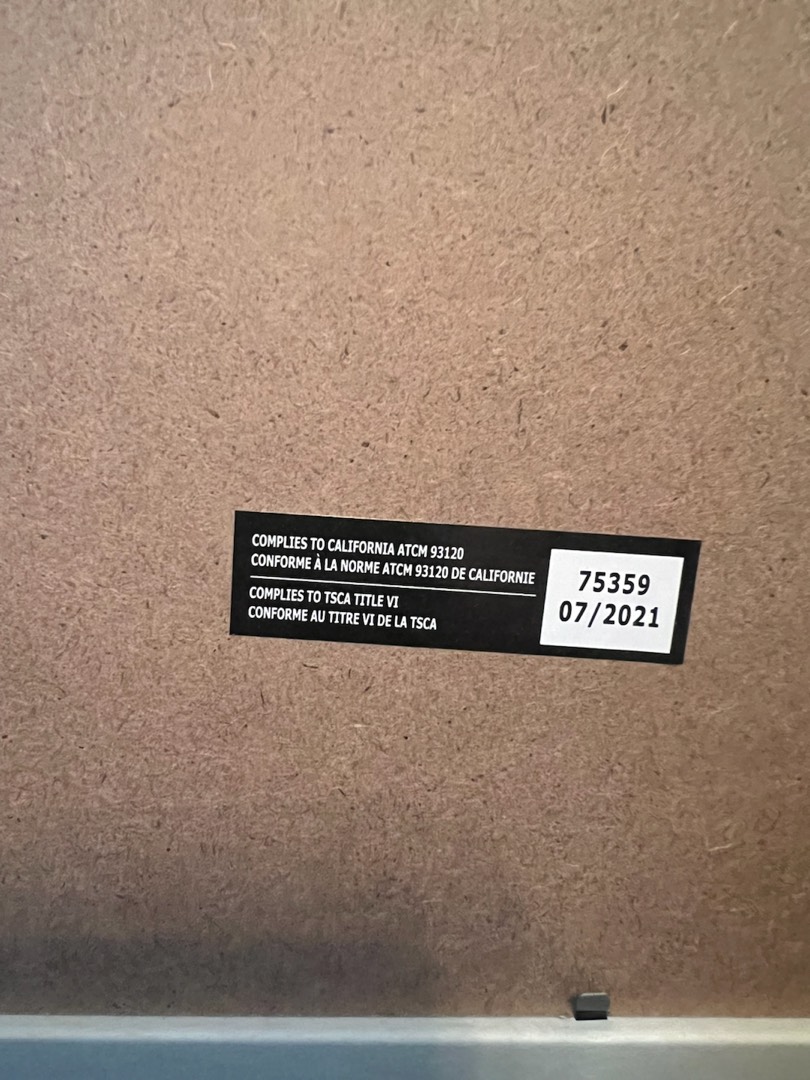 COMPLIES TO CALIFORNIA ATCM 93120
CONFORME À LA NORME ATCM 93120 DE CALIFORNIE
COMPLIES TO TSCA TITLE VI
CONFORME AU TITRE VI DE LA TSCA
75359
07/2021